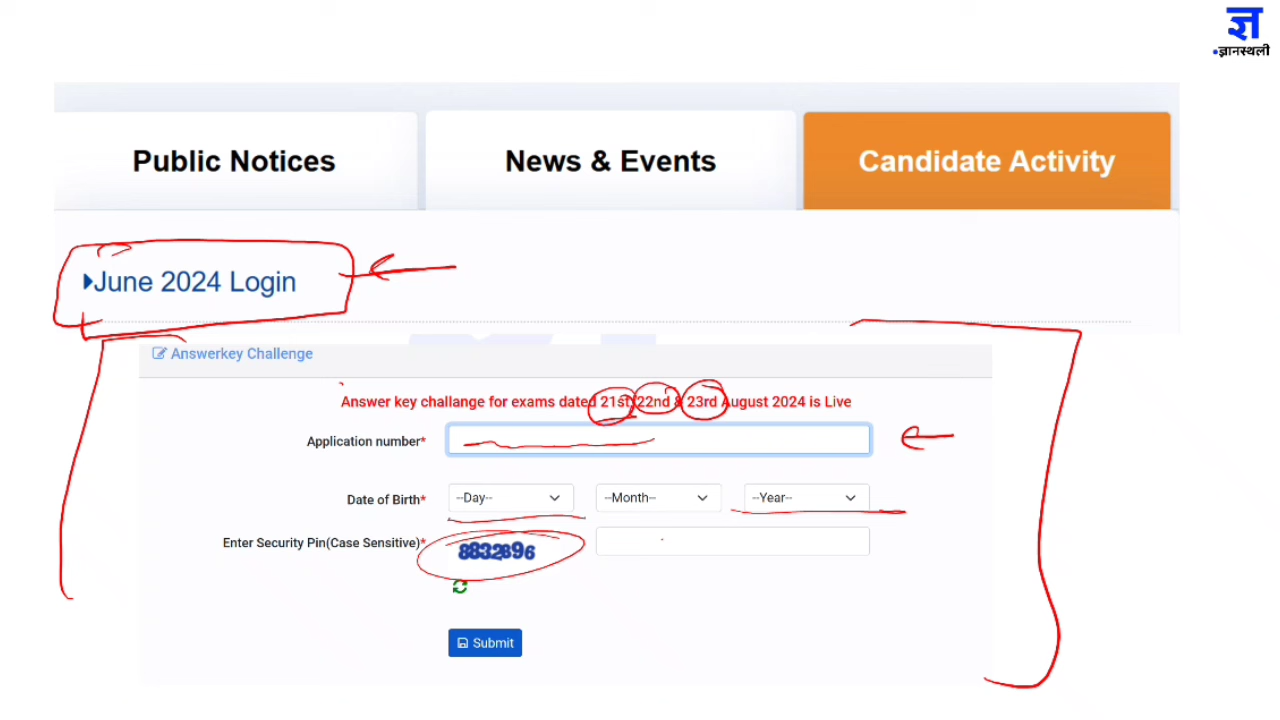 ज्ञ
ज्ञानस्थली
Public Notices
News & Events
Candidate Activity
June 2024 Login
Answerkey Challenge
Answer key challange for exams dated 21st, 22nd & 23rd August 2024 is Live
Application number*
Date of Birth* --Day-- --Month-- --Year--
Enter Security Pin(Case Sensitive)* 8832896
Submit